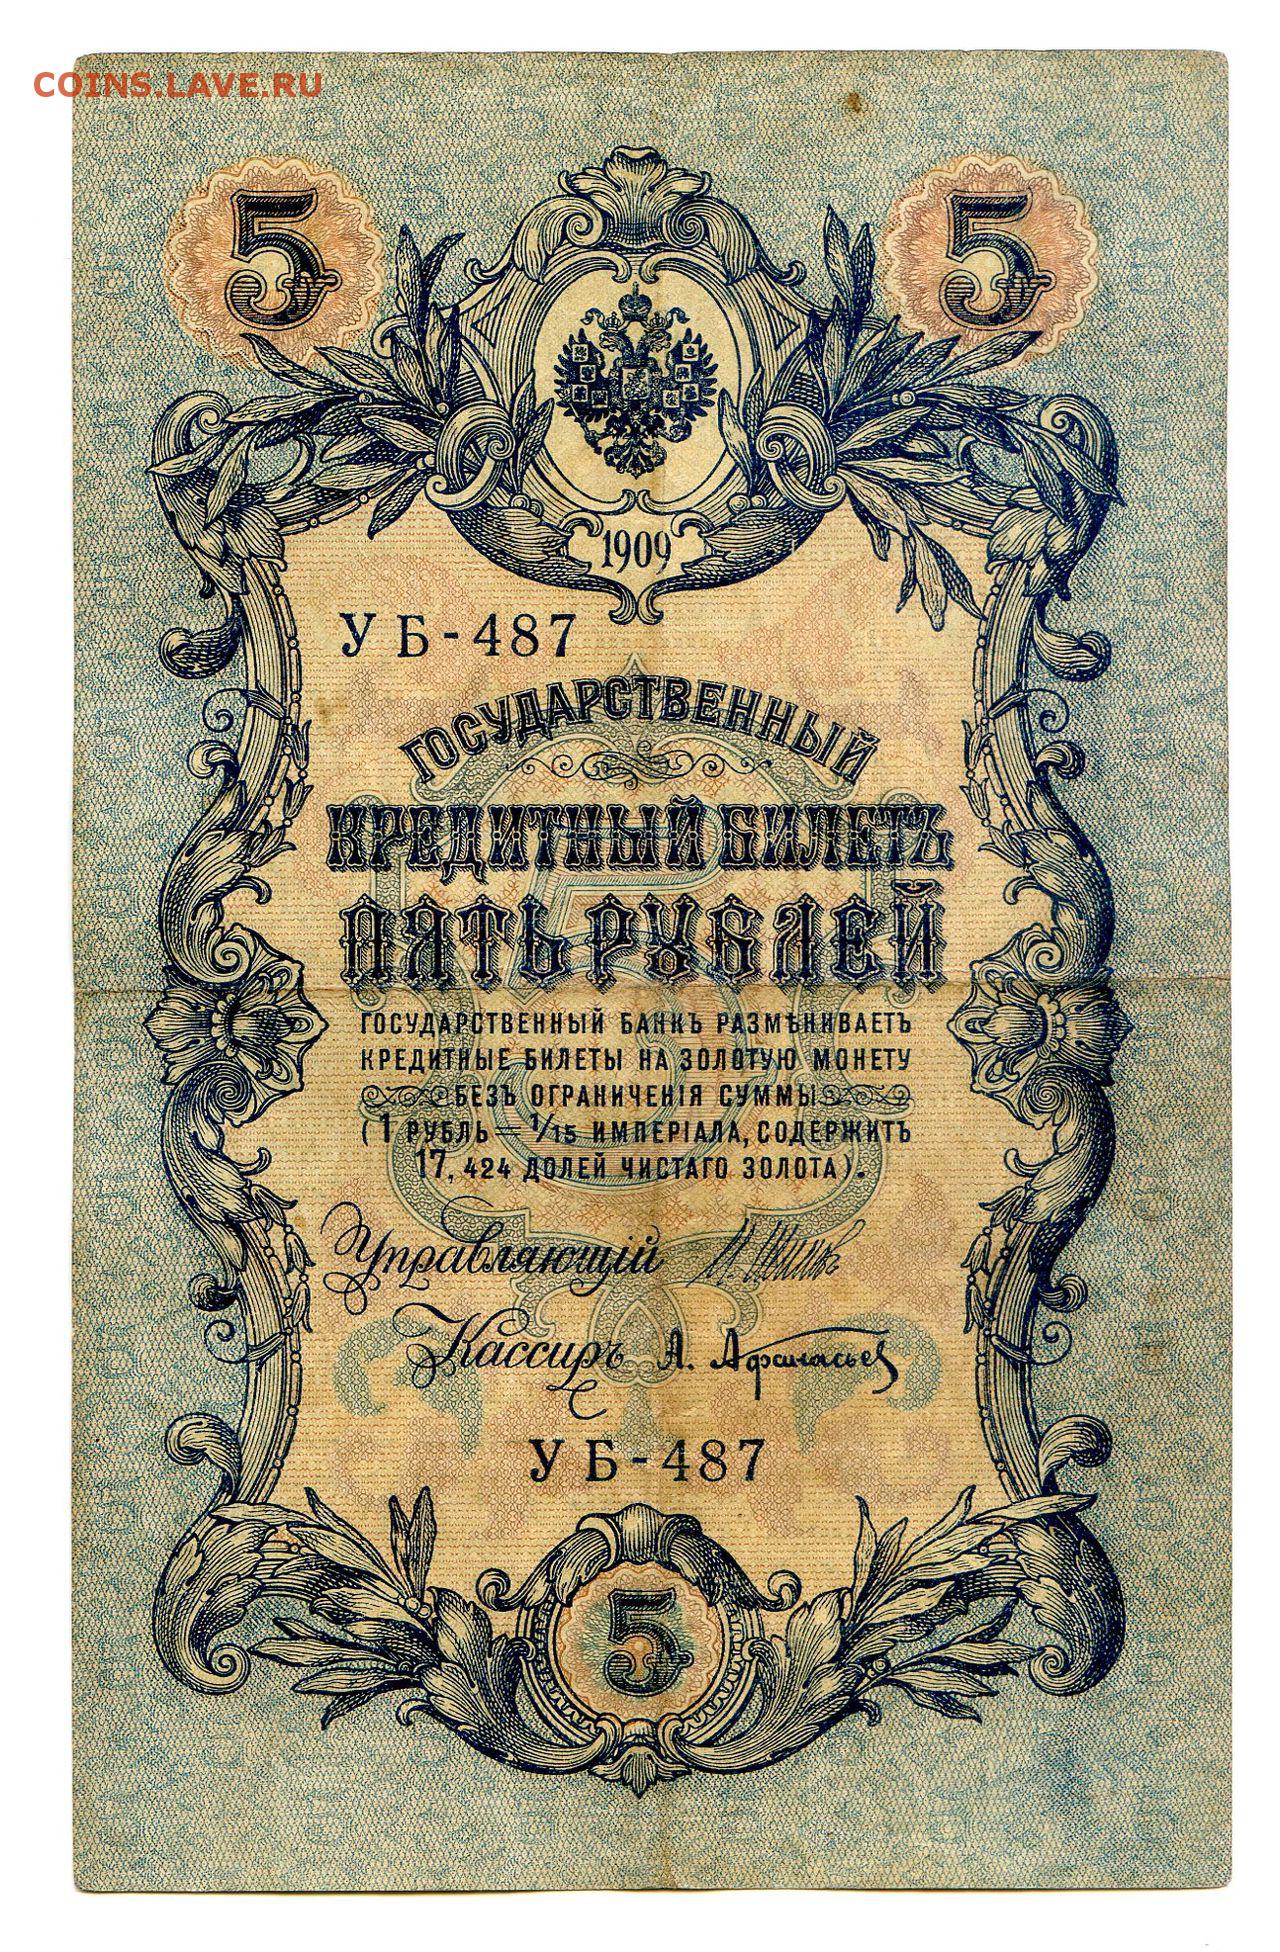 COINS.LAVE.RU
5 5
1909
УБ-487
ГОСУДАРСТВЕННЫЙ
КРЕДИТНЫЙ БИЛЕТЪ
ПЯТЬ РУБЛЕЙ
ГОСУДАРСТВЕННЫЙ БАНКЪ РАЗМѢНИВАЕТЪ
КРЕДИТНЫЕ БИЛЕТЫ НА ЗОЛОТУЮ МОНЕТУ
БЕЗЪ ОГРАНИЧЕНІЯ СУММЫ
(1 РУБЛЬ = 1/15 ИМПЕРІАЛА, СОДЕРЖИТЪ
17,424 ДОЛЕЙ ЧИСТАГО ЗОЛОТА).
Управляющій И. Шиповъ
Кассиръ А. Афанасьев
УБ-487
5